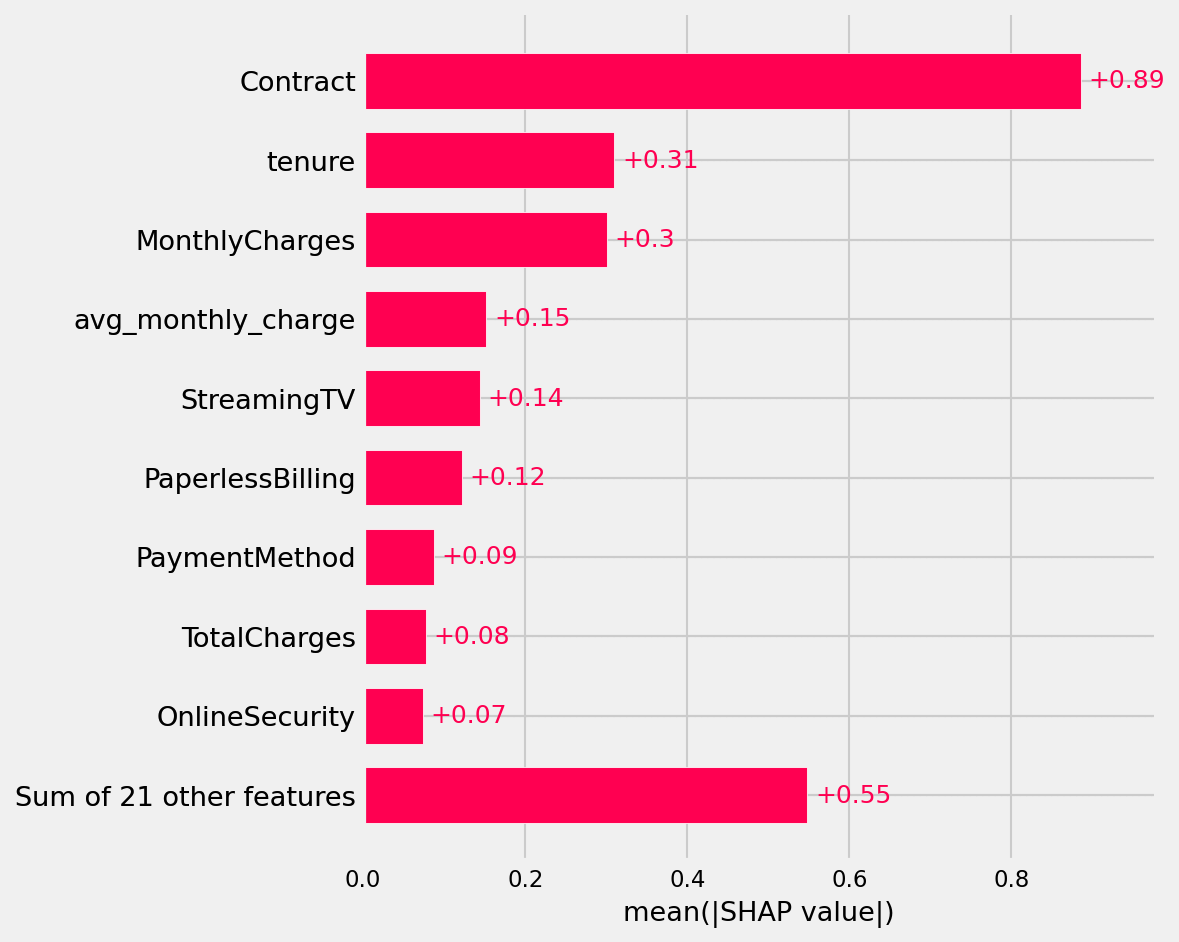 Contract +0.89
tenure +0.31
MonthlyCharges +0.3
avg_monthly_charge +0.15
StreamingTV +0.14
PaperlessBilling +0.12
PaymentMethod +0.09
TotalCharges +0.08
OnlineSecurity +0.07
Sum of 21 other features +0.55
0.0 0.2 0.4 0.6 0.8
mean(|SHAP value|)